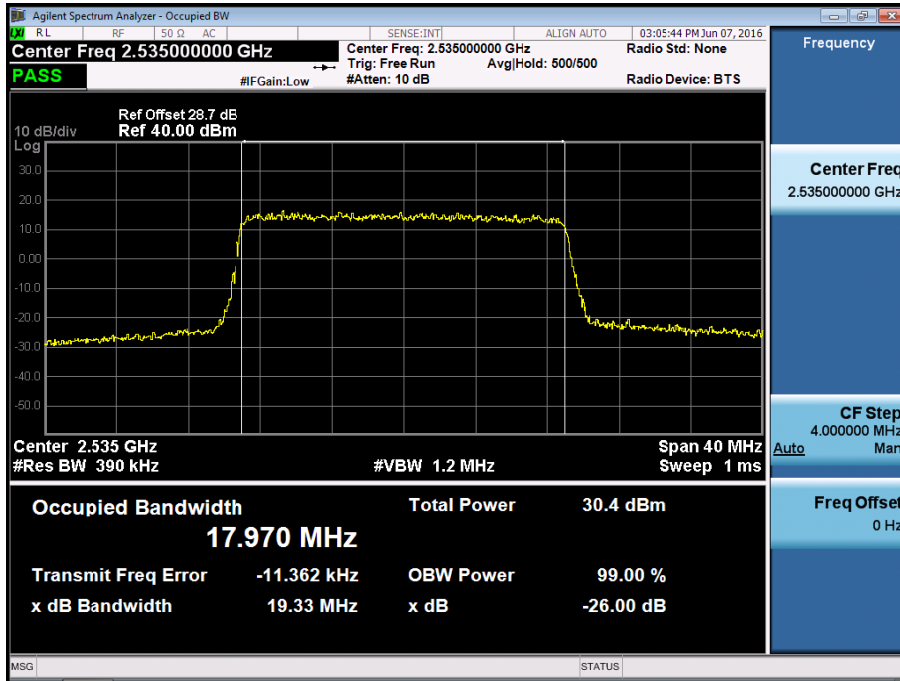 Agilent Spectrum Analyzer - Occupied BW
LXI RL RF 50 Ω AC SENSE:INT ALIGN AUTO 03:05:44 PM Jun 07, 2016
Center Freq 2.535000000 GHz
PASS
#IFGain:Low
Center Freq: 2.535000000 GHz
Trig: Free Run Avg|Hold: 500/500
#Atten: 10 dB
Radio Std: None
Radio Device: BTS
Ref Offset 28.7 dB
10 dB/div Ref 40.00 dBm
Log
30.0
20.0
10.0
0.00
-10.0
-20.0
-30.0
-40.0
-50.0
Center 2.535 GHz Span 40 MHz
#Res BW 390 kHz #VBW 1.2 MHz Sweep 1 ms
Occupied Bandwidth Total Power 30.4 dBm
17.970 MHz
Transmit Freq Error -11.362 kHz OBW Power 99.00 %
x dB Bandwidth 19.33 MHz x dB -26.00 dB
MSG STATUS
Frequency
Center Freq
2.535000000 GHz
CF Step
4.000000 MHz
Auto Man
Freq Offset
0 Hz